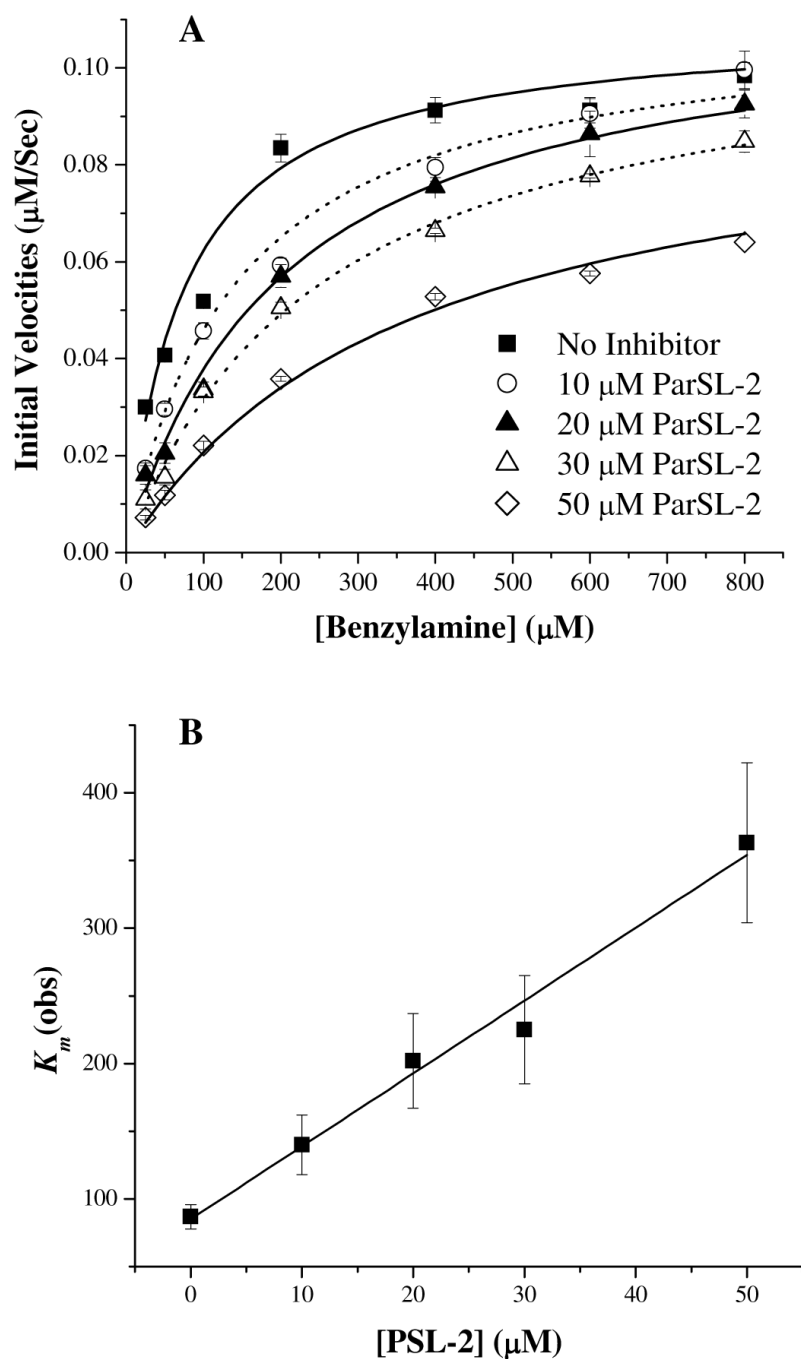 A
0.10
0.08
0.06
0.04
0.02
0.00
Initial Velocities (μM/Sec)
No Inhibitor
10 μM ParSL-2
20 μM ParSL-2
30 μM ParSL-2
50 μM ParSL-2
0 100 200 300 400 500 600 700 800
[Benzylamine] (μM)
B
400
300
200
100
Km (obs)
0 10 20 30 40 50
[PSL-2] (μM)